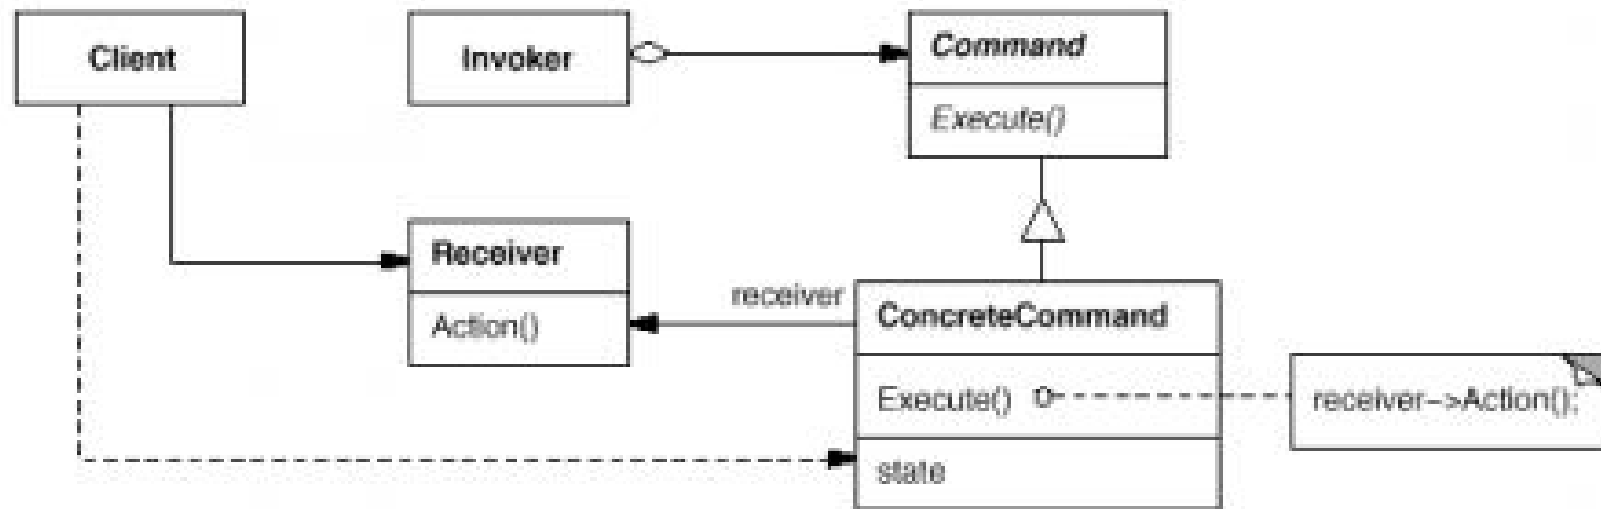 Client
Invoker
Command
Execute()
Receiver
Action()
receiver
ConcreteCommand
Execute()
receiver->Action();
state